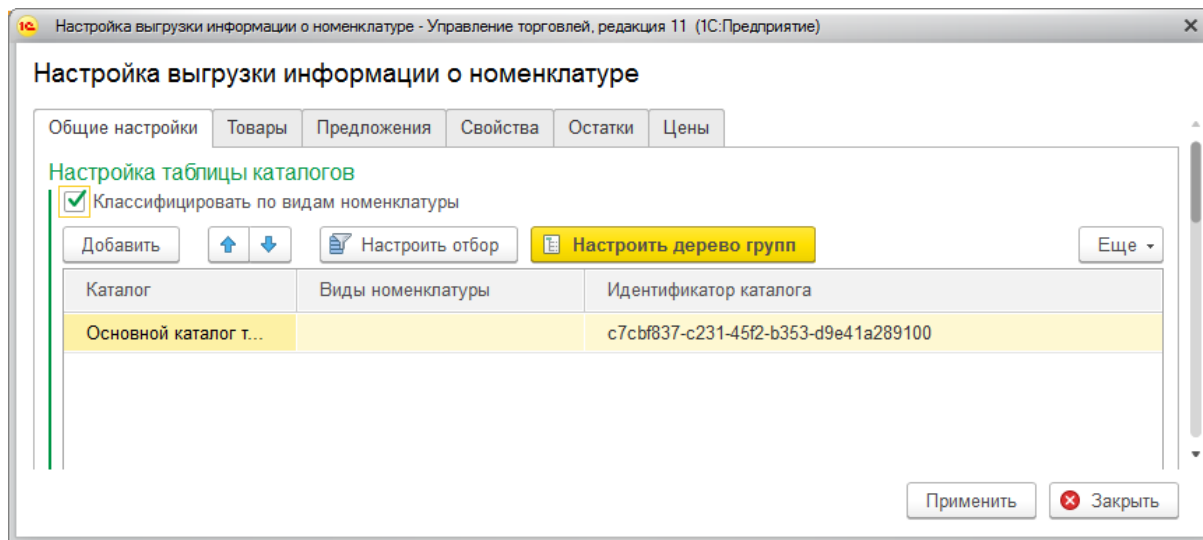 1С Настройка выгрузки информации о номенклатуре - Управление торговлей, редакция 11 (1С:Предприятие)
Настройка выгрузки информации о номенклатуре
Общие настройки Товары Предложения Свойства Остатки Цены
Настройка таблицы каталогов
Классифицировать по видам номенклатуры
Добавить Настроить отбор Настроить дерево групп Еще
Каталог Виды номенклатуры Идентификатор каталога
Основной каталог т... c7cbf837-c231-45f2-b353-d9e41a289100
Применить Закрыть